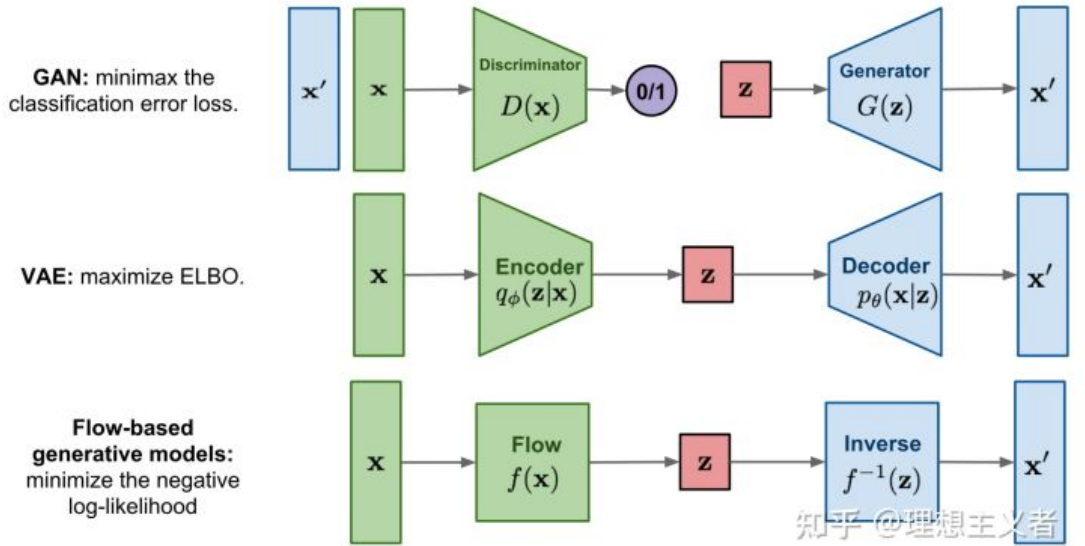 GAN: minimax the
classification error loss.
x′
x
Discriminator
D(x)
0/1
z
Generator
G(z)
x′
VAE: maximize ELBO.
x
Encoder
qϕ(z|x)
z
Decoder
pθ(x|z)
x′
Flow-based
generative models:
minimize the negative
log-likelihood
x
Flow
f(x)
z
Inverse
f⁻¹(z)
x′
知乎 @理想主义者